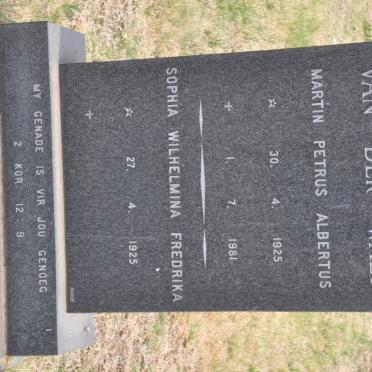 VAN DER
MARTIN PETRUS ALBERTUS
☆ 30. 4. 1925
✝ 1. 7. 1981
SOPHIA WILHELMINA FREDRIKA
☆ 27. 4. 1925
✝
MY GENADE IS VIR JOU GENOEG
2 KOR 12 : 9